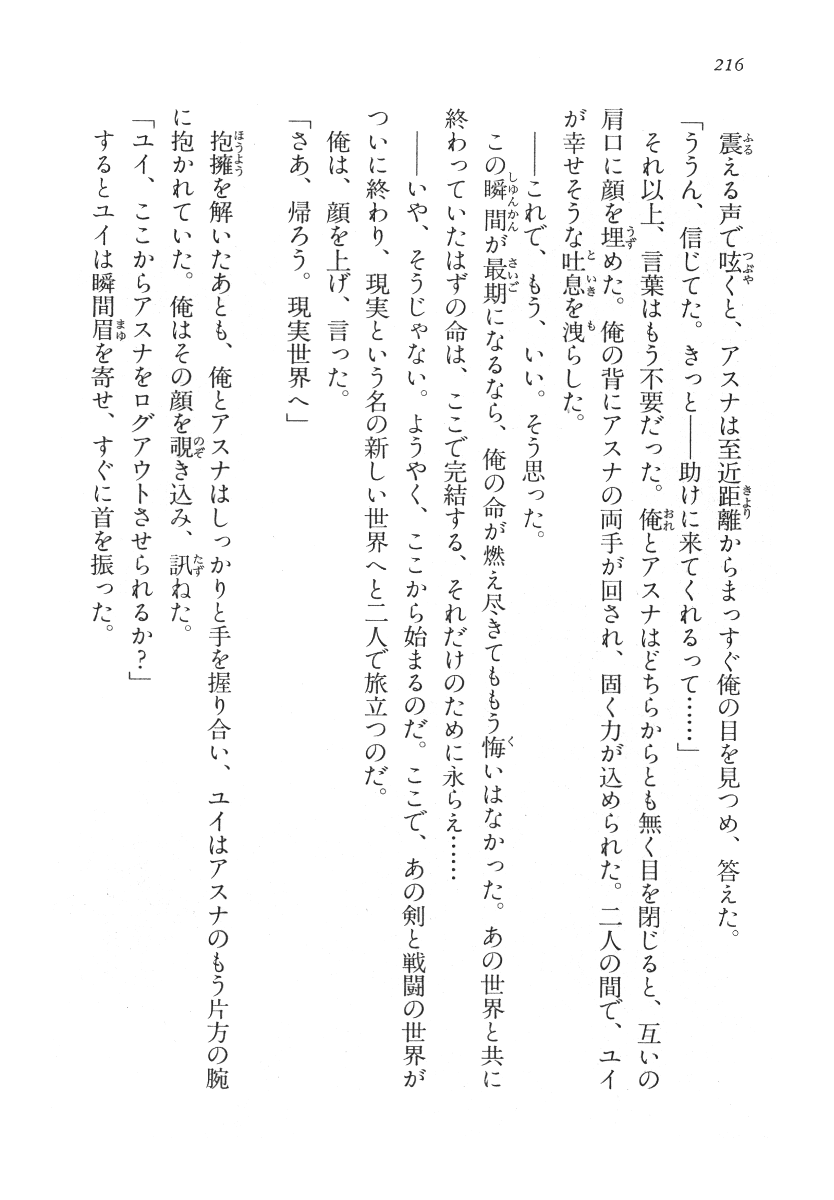 216
震える声で呟くと、アスナは至近距離からまっすぐ俺の目を見つめ、答えた。
「ううん、信じてた。きっと――助けに来てくれるって……」
それ以上、言葉はもう不要だった。俺とアスナはどちらからとも無く目を閉じると、互いの
肩口に顔を埋めた。俺の背にアスナの両手が回され、固く力が込められた。二人の間で、ユイ
が幸せそうな吐息を洩らした。
――これで、もう、いい。そう思った。
この瞬間が最期になるなら、俺の命が燃え尽きてももう悔いはなかった。あの世界と共に
終わっていたはずの命は、ここで完結する、それだけのために永らえ……
――いや、そうじゃない。ようやく、ここから始まるのだ。ここで、あの剣と戦闘の世界が
ついに終わり、現実という名の新しい世界へと二人で旅立つのだ。
俺は、顔を上げ、言った。
「さあ、帰ろう。現実世界へ」
抱擁を解いたあとも、俺とアスナはしっかりと手を握り合い、ユイはアスナのもう片方の腕
に抱かれていた。俺はその顔を覗き込み、訊ねた。
「ユイ、ここからアスナをログアウトさせられるか？」
するとユイは瞬間眉を寄せ、すぐに首を振った。